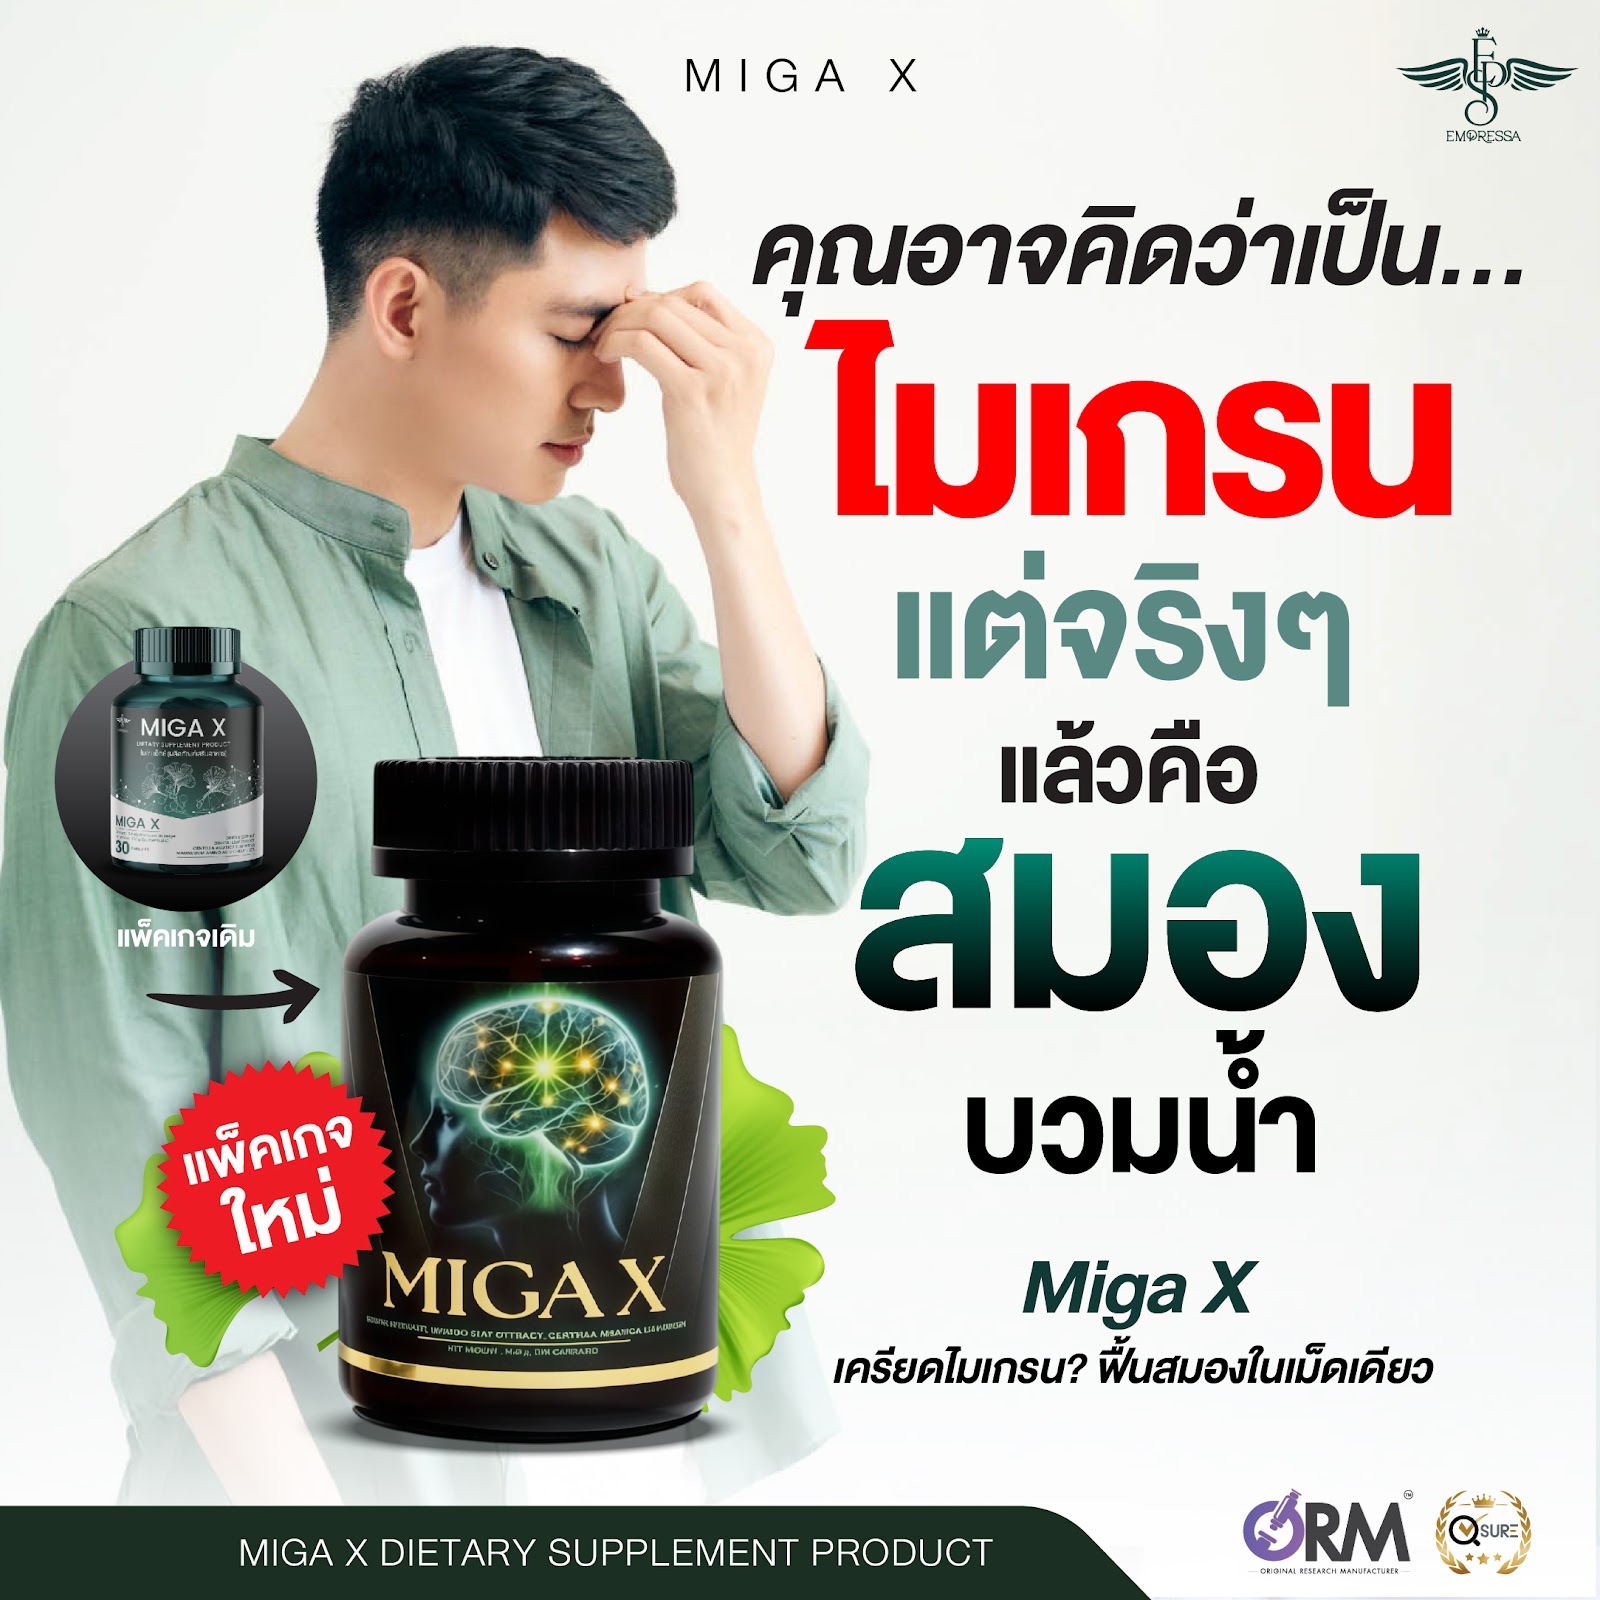 MIGA X
EMPRESSA
คุณอาจคิดว่าเป็น...
ไมเกรน
แต่จริงๆ
แล้วคือ
สมอง
บวมน้ำ
Miga X
เครียดไมเกรน? ฟื้นสมองในเม็ดเดียว
MIGA X
DIETARY SUPPLEMENT PRODUCT
MIGA X
30
แพ็คเกจเดิม
แพ็คเกจ
ใหม่
MIGA X
MIGA X DIETARY SUPPLEMENT PRODUCT
ORM
ORIGINAL RESEARCH MANUFACTURER
QSURE